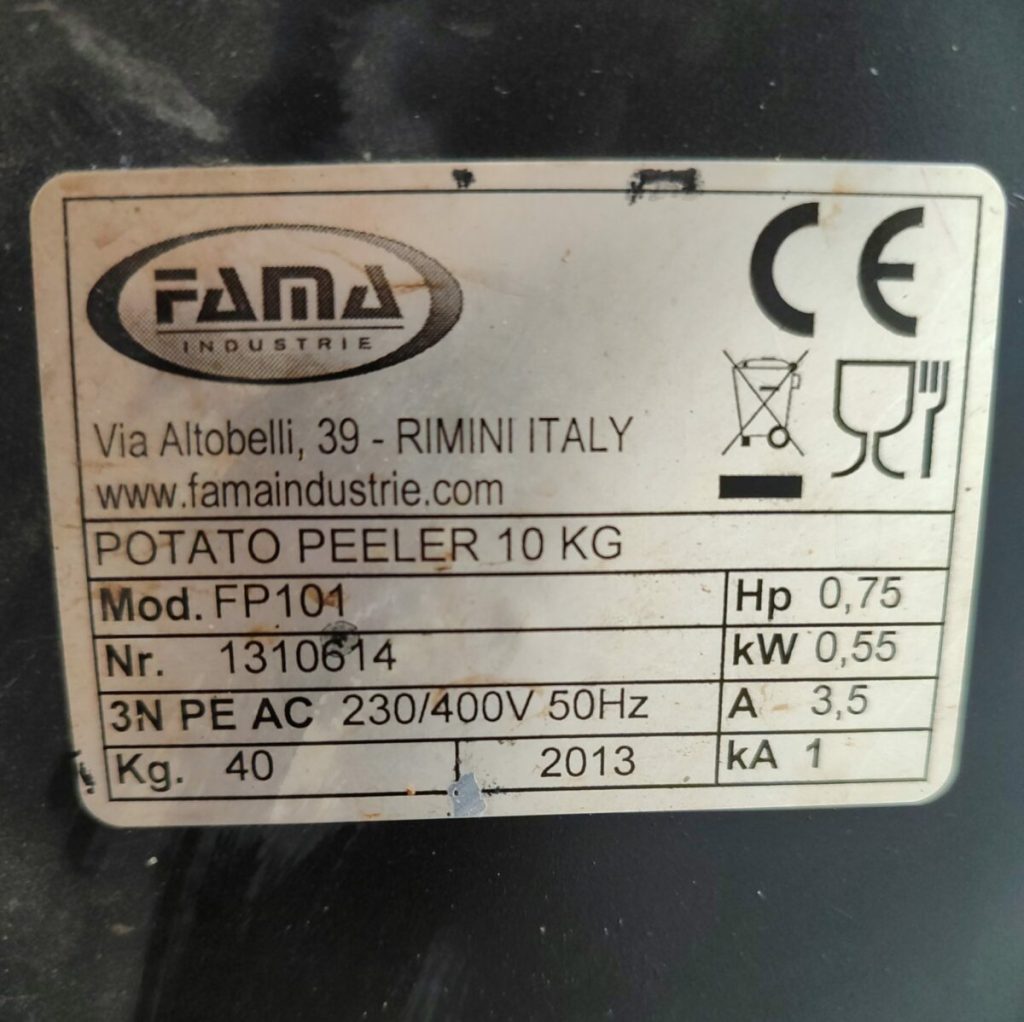 FAMA
INDUSTRIE
CE
Via Altobelli, 39 - RIMINI ITALY
www.famaindustrie.com
POTATO PEELER 10 KG
Mod. FP101 Hp 0,75
Nr. 1310614 kW 0,55
3N PE AC 230/400V 50Hz A 3,5
Kg. 40 2013 kA 1